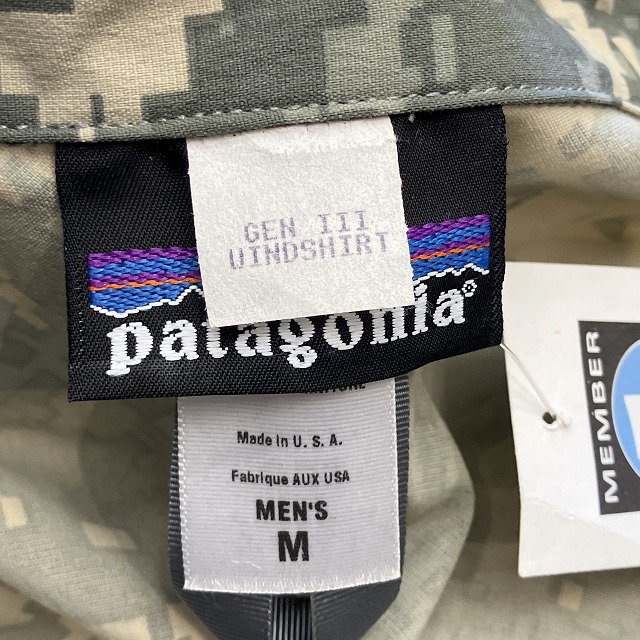 GEN III
WINDSHIRT
patagonia®
Made in U. S. A.
Fabrique AUX USA
MEN'S
M
MEMBER